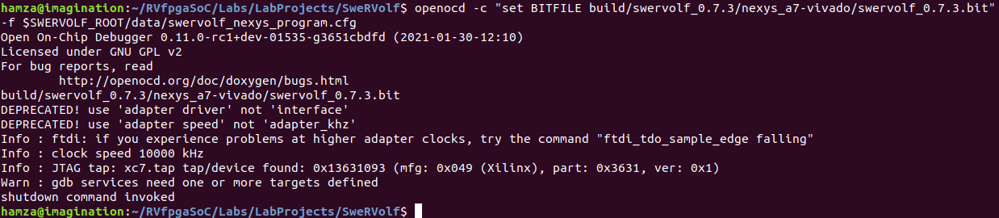 hamza@imagination:~/RVfpgaSoC/Labs/LabProjects/SweRVolf$ openocd -c "set BITFILE build/swervolf_0.7.3/nexys_a7-vivado/swervolf_0.7.3.bit"
-f $SWERVOLF_ROOT/data/swervolf_nexys_program.cfg
Open On-Chip Debugger 0.11.0-rc1+dev-01535-g3651cbdfd (2021-01-30-12:10)
Licensed under GNU GPL v2
For bug reports, read
        http://openocd.org/doc/doxygen/bugs.html
build/swervolf_0.7.3/nexys_a7-vivado/swervolf_0.7.3.bit
DEPRECATED! use 'adapter driver' not 'interface'
DEPRECATED! use 'adapter speed' not 'adapter_khz'
Info : ftdi: if you experience problems at higher adapter clocks, try the command "ftdi_tdo_sample_edge falling"
Info : clock speed 10000 kHz
Info : JTAG tap: xc7.tap tap/device found: 0x13631093 (mfg: 0x049 (Xilinx), part: 0x3631, ver: 0x1)
Warn : gdb services need one or more targets defined
shutdown command invoked
hamza@imagination:~/RVfpgaSoC/Labs/LabProjects/SweRVolf$